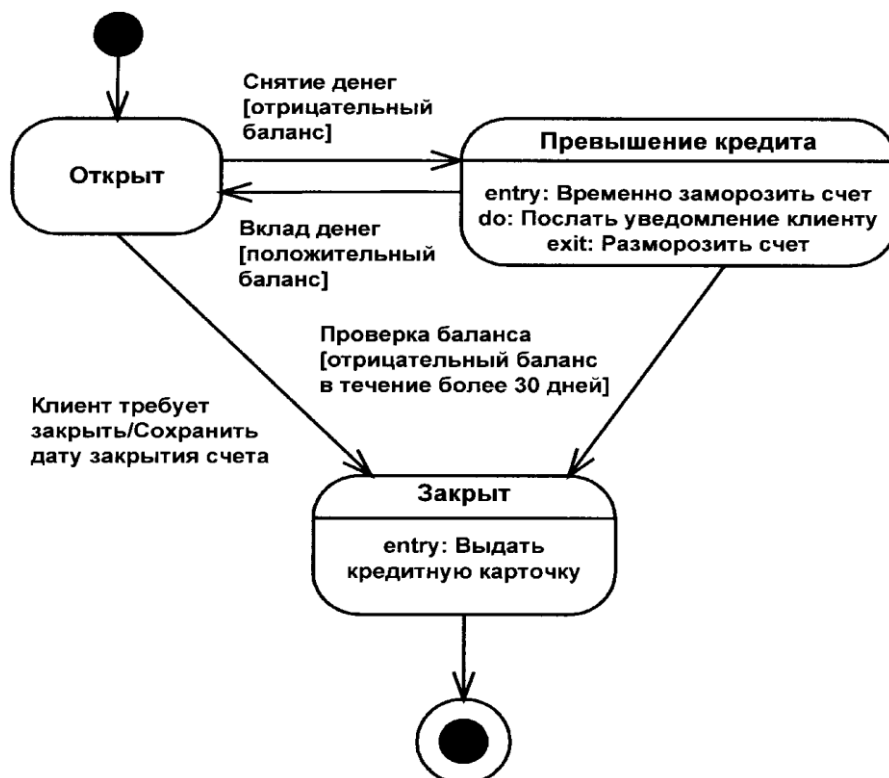 Снятие денег
[отрицательный
баланс]
Открыт
Превышение кредита
entry: Временно заморозить счет
do: Послать уведомление клиенту
exit: Разморозить счет
Вклад денег
[положительный
баланс]
Проверка баланса
[отрицательный баланс
в течение более 30 дней]
Клиент требует
закрыть/Сохранить
дату закрытия счета
Закрыт
entry: Выдать
кредитную карточку